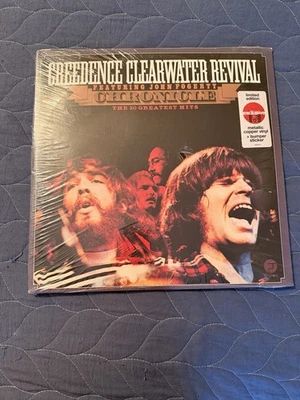 CREEDENCE CLEARWATER REVIVAL
FEATURING JOHN FOGERTY
CHRONICLE
THE 20 GREATEST HITS
limited
edition
metallic
copper vinyl
+ bumper
sticker